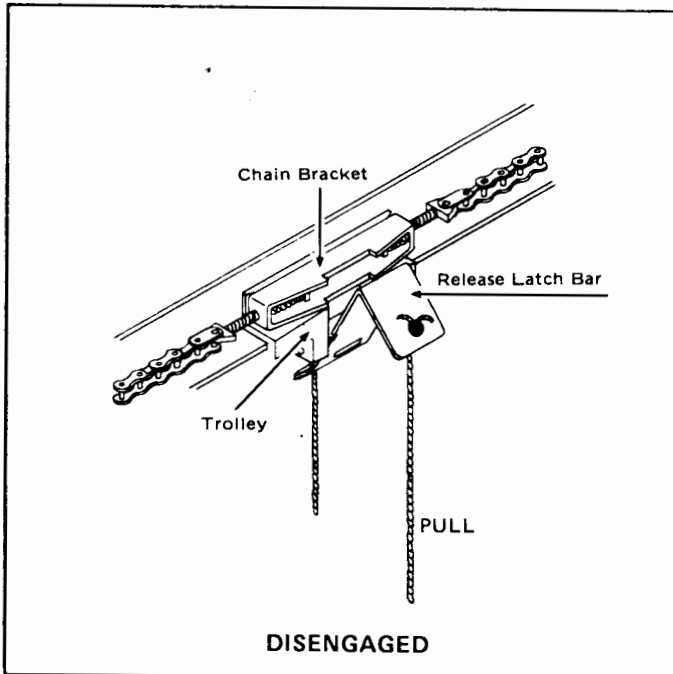 Chain Bracket
Release Latch Bar
Trolley
PULL
DISENGAGED